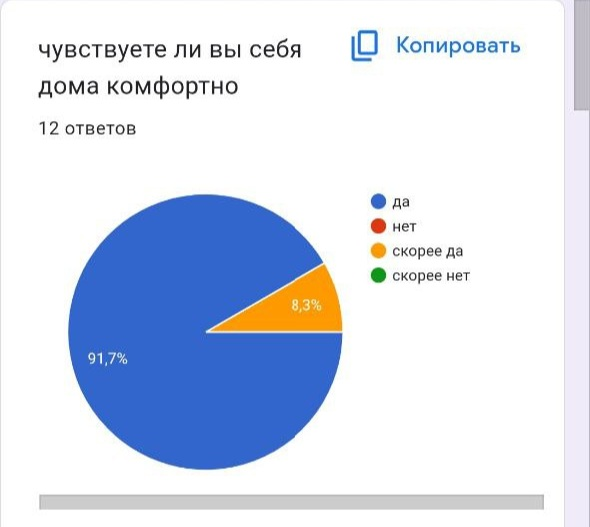 чувствуете ли вы себя
дома комфортно
Копировать
12 ответов
да
нет
скорее да
скорее нет
8,3%
91,7%